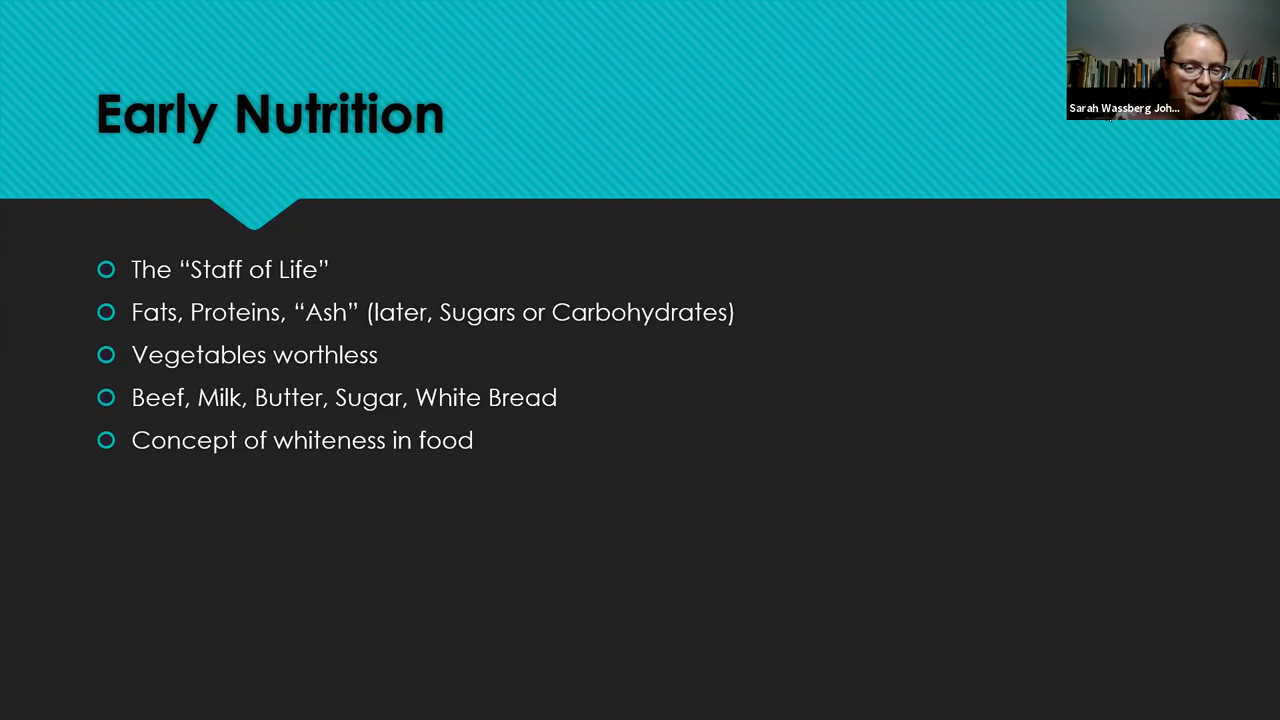 Early Nutrition
Sarah Wassberg Joh...
The “Staff of Life”
Fats, Proteins, “Ash” (later, Sugars or Carbohydrates)
Vegetables worthless
Beef, Milk, Butter, Sugar, White Bread
Concept of whiteness in food